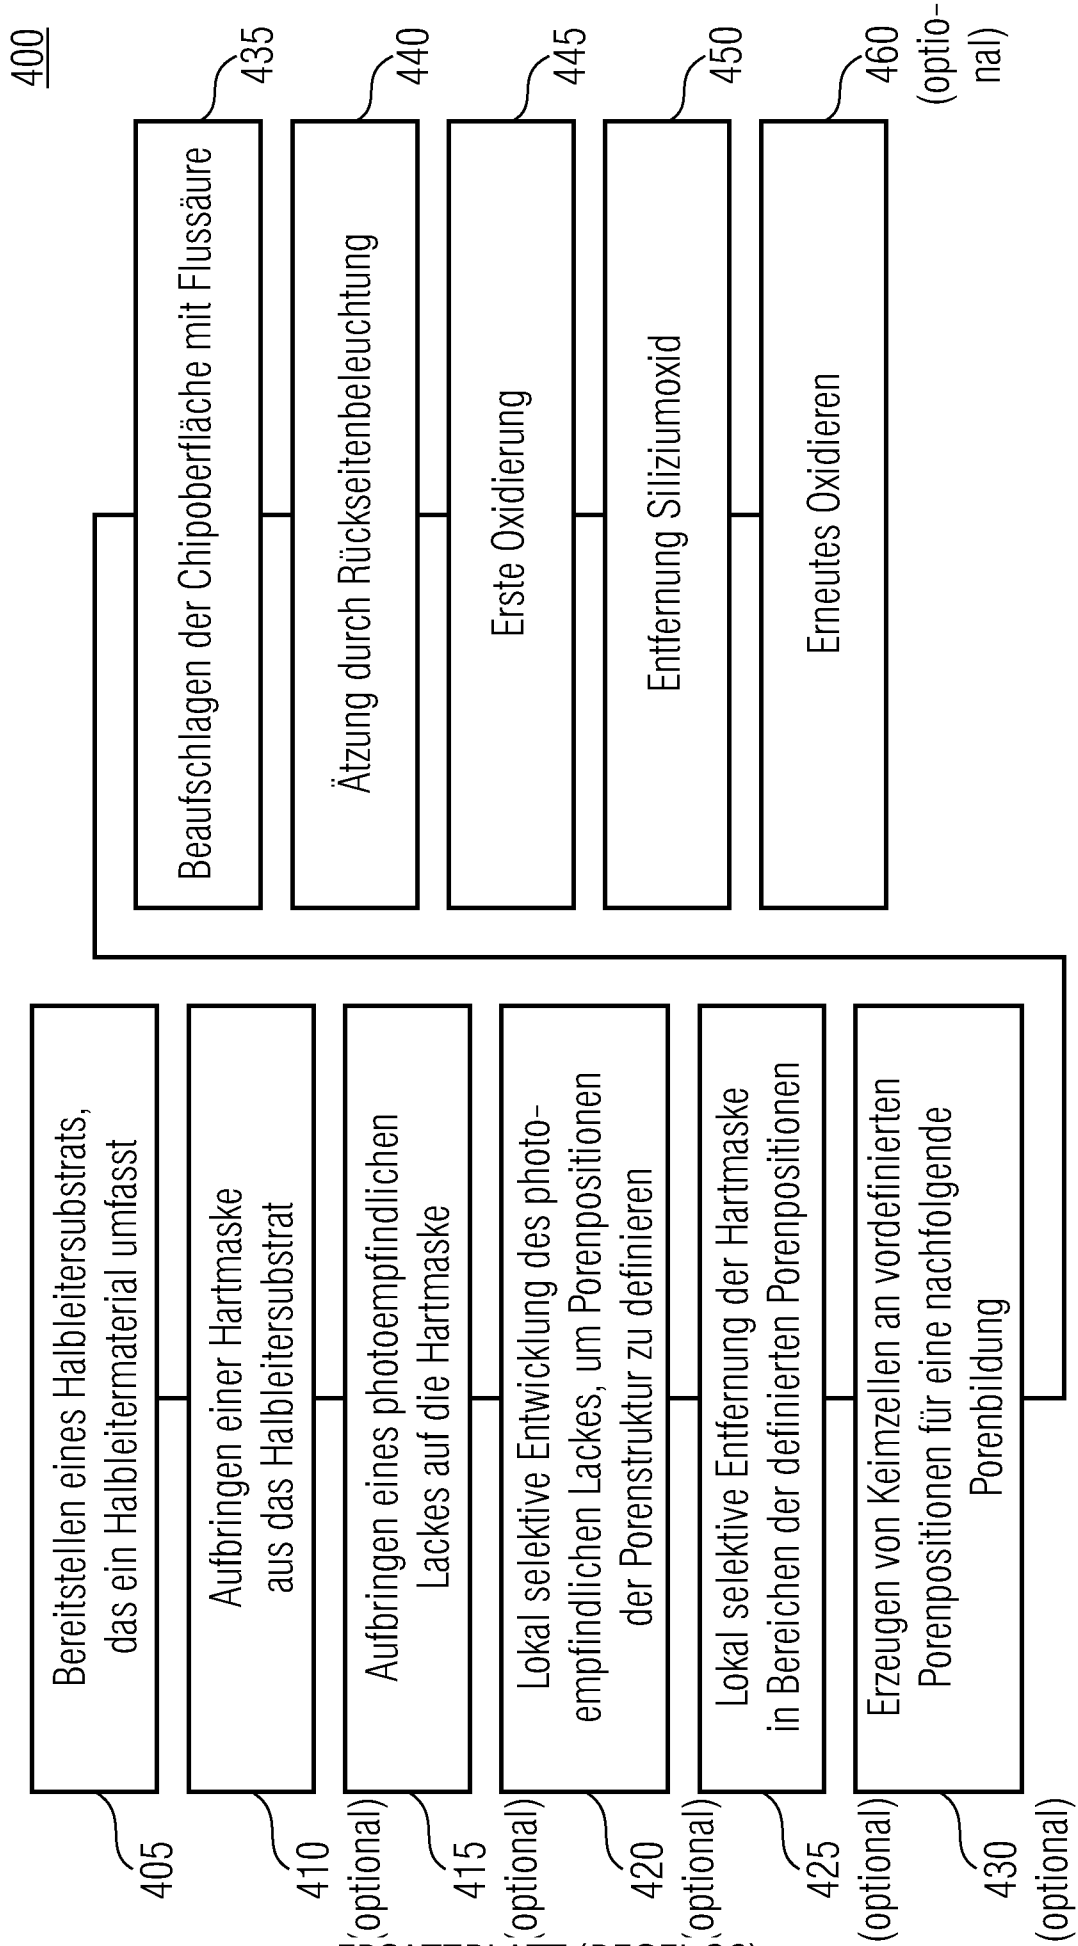 400
Bereitstellen eines Halbleitersubstrats,
das ein Halbleitermaterial umfasst
405
Aufbringen einer Hartmaske
aus das Halbleitersubstrat
410
(optional)
Aufbringen eines photoempfindlichen
Lackes auf die Hartmaske
415
(optional)
Lokal selektive Entwicklung des photo-
empfindlichen Lackes, um Porenpositionen
der Porenstruktur zu definieren
420
(optional)
Lokal selektive Entfernung der Hartmaske
in Bereichen der definierten Porenpositionen
425
(optional)
Erzeugen von Keimzellen an vordefinierten
Porenpositionen für eine nachfolgende
Porenbildung
430
(optional)
Beaufschlagen der Chipoberfläche mit Flussäure
435
Ätzung durch Rückseitenbeleuchtung
440
Erste Oxidierung
445
Entfernung Siliziumoxid
450
Erneutes Oxidieren
460
(optio-
nal)